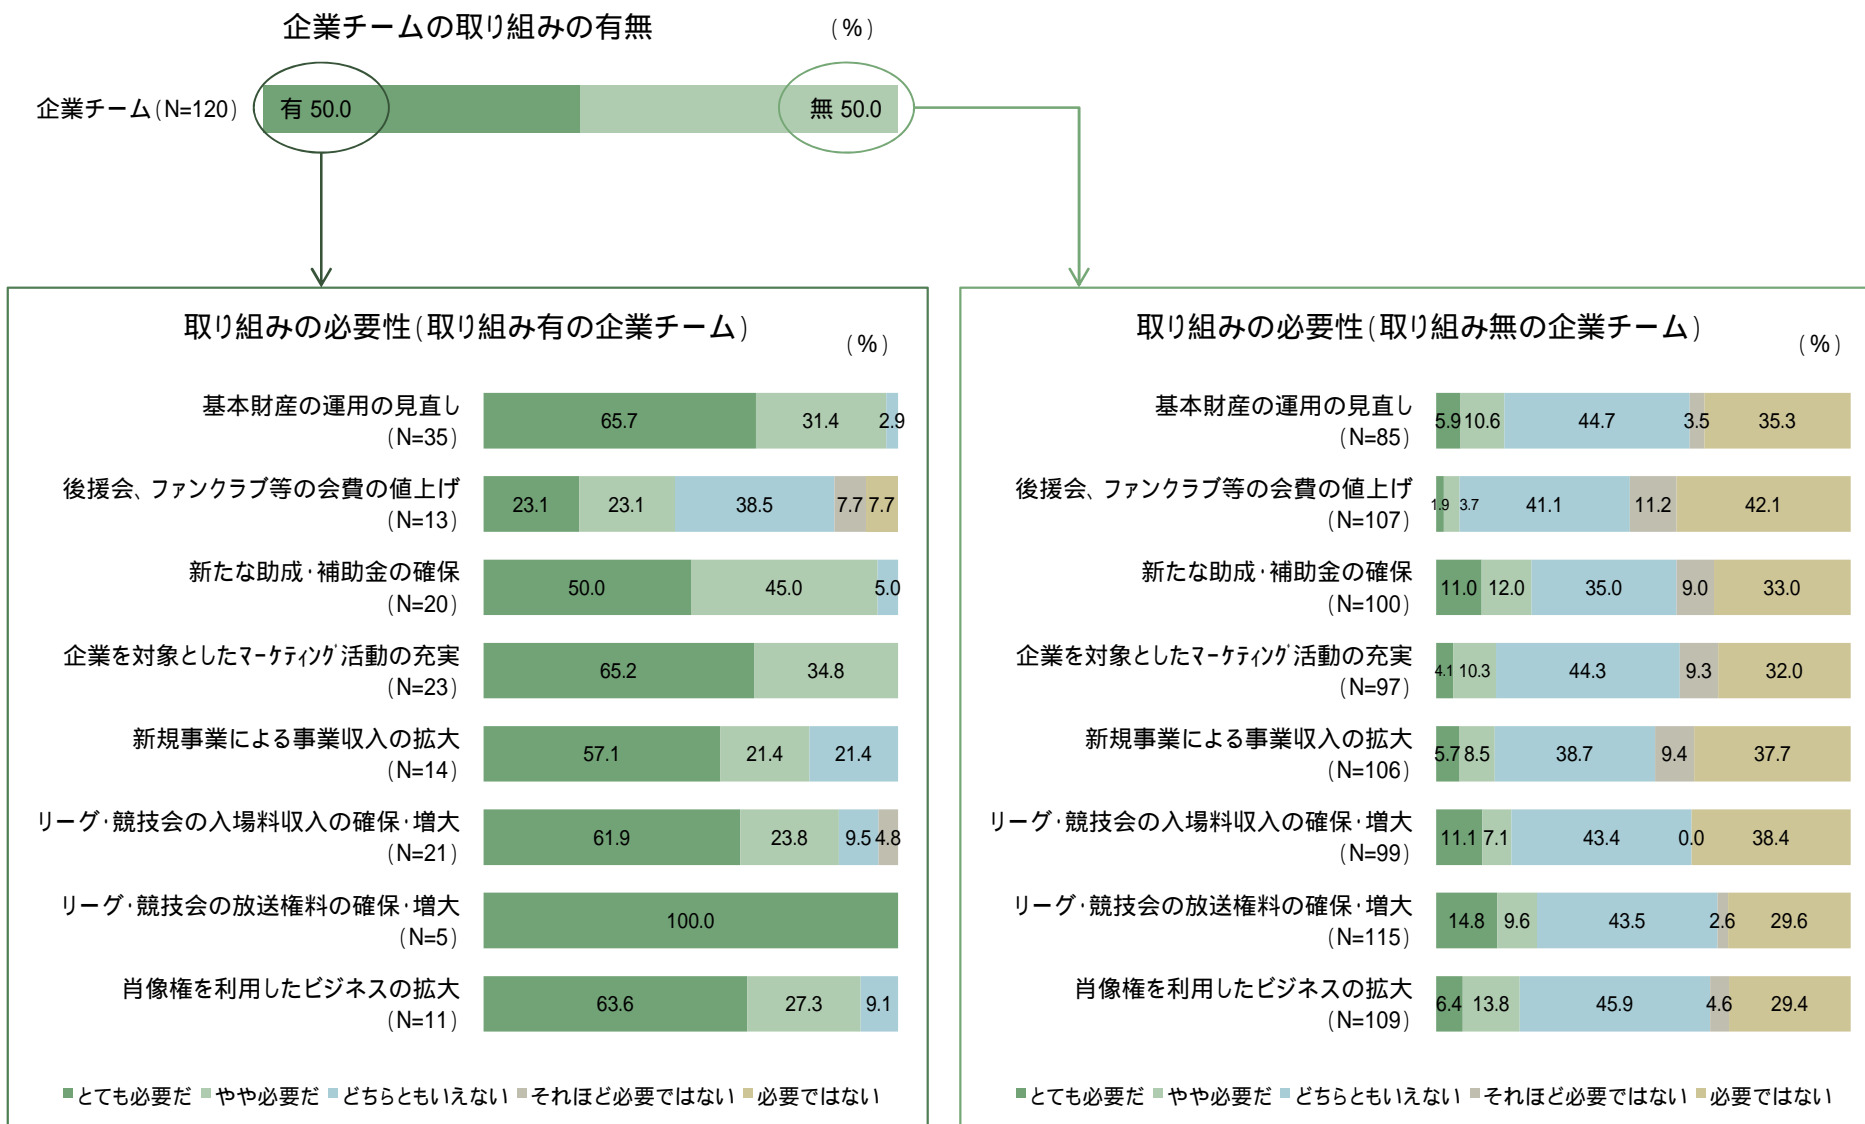 企業チームの取り組みの有無 (%)
企業チーム(N=120) 有 50.0 無 50.0
取り組みの必要性(取り組み有の企業チーム) (%)
基本財産の運用の見直し
(N=35)
65.7 31.4 2.9
後援会、ファンクラブ等の会費の値上げ
(N=13)
23.1 23.1 38.5 7.7 7.7
新たな助成・補助金の確保
(N=20)
50.0 45.0 5.0
企業を対象としたマーケティング活動の充実
(N=23)
65.2 34.8
新規事業による事業収入の拡大
(N=14)
57.1 21.4 21.4
リーグ・競技会の入場料収入の確保・増大
(N=21)
61.9 23.8 9.5 4.8
リーグ・競技会の放送権料の確保・増大
(N=5)
100.0
肖像権を利用したビジネスの拡大
(N=11)
63.6 27.3 9.1
とても必要だ やや必要だ どちらともいえない それほど必要ではない 必要ではない
取り組みの必要性(取り組み無の企業チーム) (%)
基本財産の運用の見直し
(N=85)
5.9 10.6 44.7 3.5 35.3
後援会、ファンクラブ等の会費の値上げ
(N=107)
1.9 3.7 41.1 11.2 42.1
新たな助成・補助金の確保
(N=100)
11.0 12.0 35.0 9.0 33.0
企業を対象としたマーケティング活動の充実
(N=97)
4.1 10.3 44.3 9.3 32.0
新規事業による事業収入の拡大
(N=106)
5.7 8.5 38.7 9.4 37.7
リーグ・競技会の入場料収入の確保・増大
(N=99)
11.1 7.1 43.4 0.0 38.4
リーグ・競技会の放送権料の確保・増大
(N=115)
14.8 9.6 43.5 2.6 29.6
肖像権を利用したビジネスの拡大
(N=109)
6.4 13.8 45.9 4.6 29.4
とても必要だ やや必要だ どちらともいえない それほど必要ではない 必要ではない